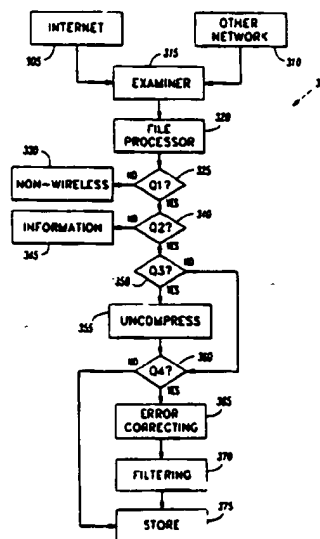 INTERNET
OTHER NETWORK
305
315
310
EXAMINER
3
FILE PROCESSOR
320
330
325
NON-WIRELESS
NO
Q1?
YES
340
INFORMATION
NO
Q2?
345
YES
Q3?
NO
350
YES
355
UNCOMPRESS
NO
Q4?
360
YES
ERROR CORRECTING
365
FILTERING
370
STORE
375